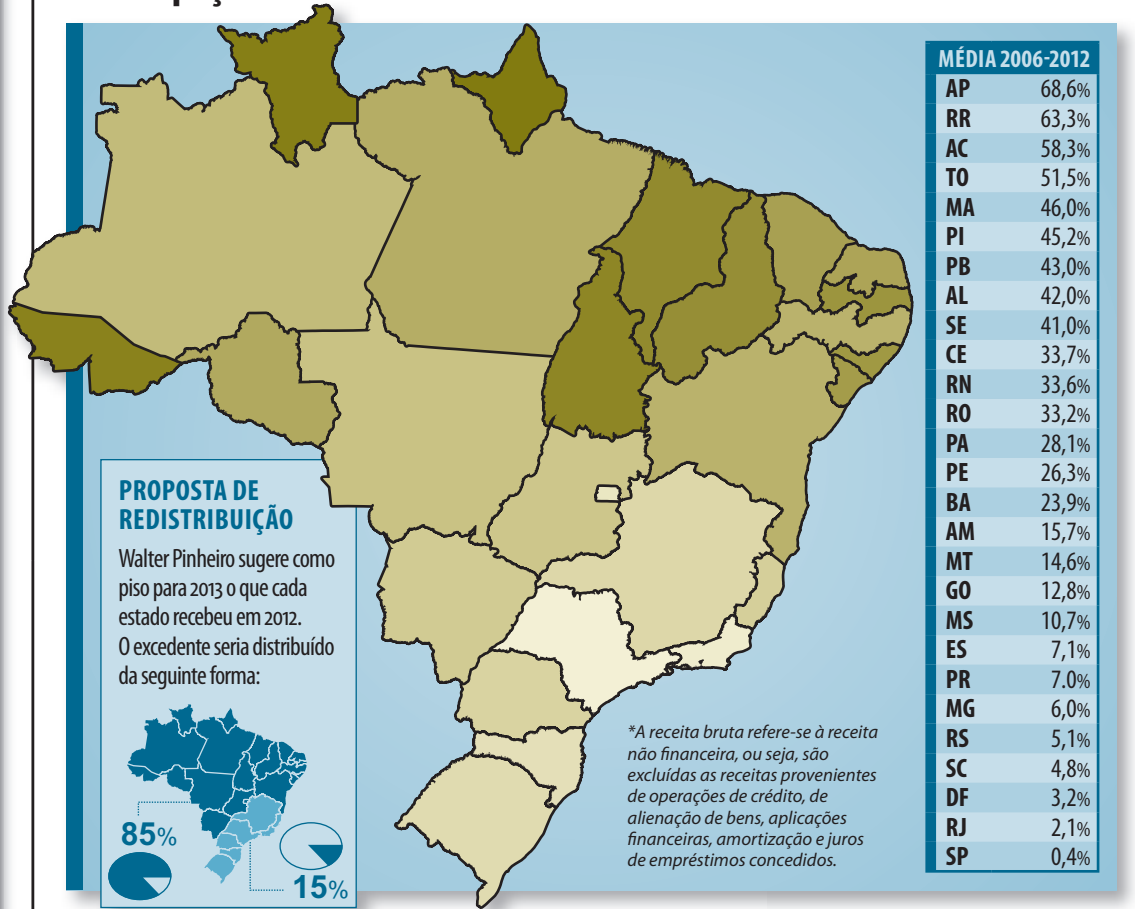 MÉDIA 2006-2012
AP 68,6%
RR 63,3%
AC 58,3%
TO 51,5%
MA 46,0%
PI 45,2%
PB 43,0%
AL 42,0%
SE 41,0%
CE 33,7%
RN 33,6%
RO 33,2%
PA 28,1%
PE 26,3%
BA 23,9%
AM 15,7%
MT 14,6%
GO 12,8%
MS 10,7%
ES 7,1%
PR 7.0%
MG 6,0%
RS 5,1%
SC 4,8%
DF 3,2%
RJ 2,1%
SP 0,4%
PROPOSTA DE
REDISTRIBUIÇÃO
Walter Pinheiro sugere como
piso para 2013 o que cada
estado recebeu em 2012.
O excedente seria distribuído
da seguinte forma:
85%
15%
*A receita bruta refere-se à receita
não financeira, ou seja, são
excluídas as receitas provenientes
de operações de crédito, de
alienação de bens, aplicações
financeiras, amortização e juros
de empréstimos concedidos.